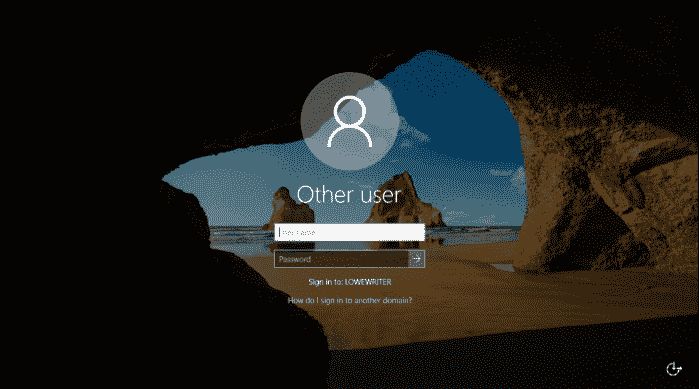 Other user
User name
Password
Sign in to: LOWEWRITER
How do I sign in to another domain?